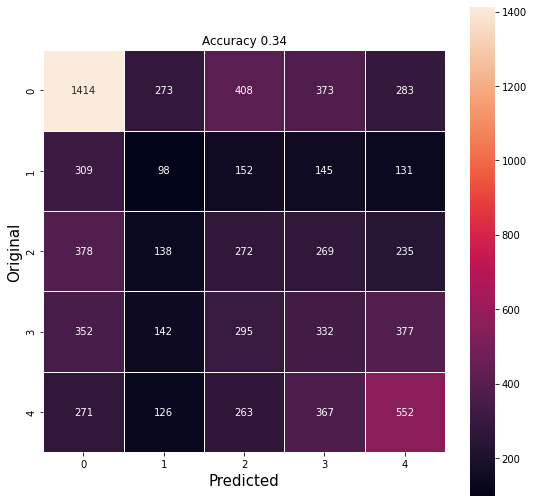 Accuracy 0.34
0 1414 273 408 373 283
1 309 98 152 145 131
2 378 138 272 269 235
3 352 142 295 332 377
4 271 126 263 367 552
0 1 2 3 4
Predicted
Original
1400
1200
1000
800
600
400
200